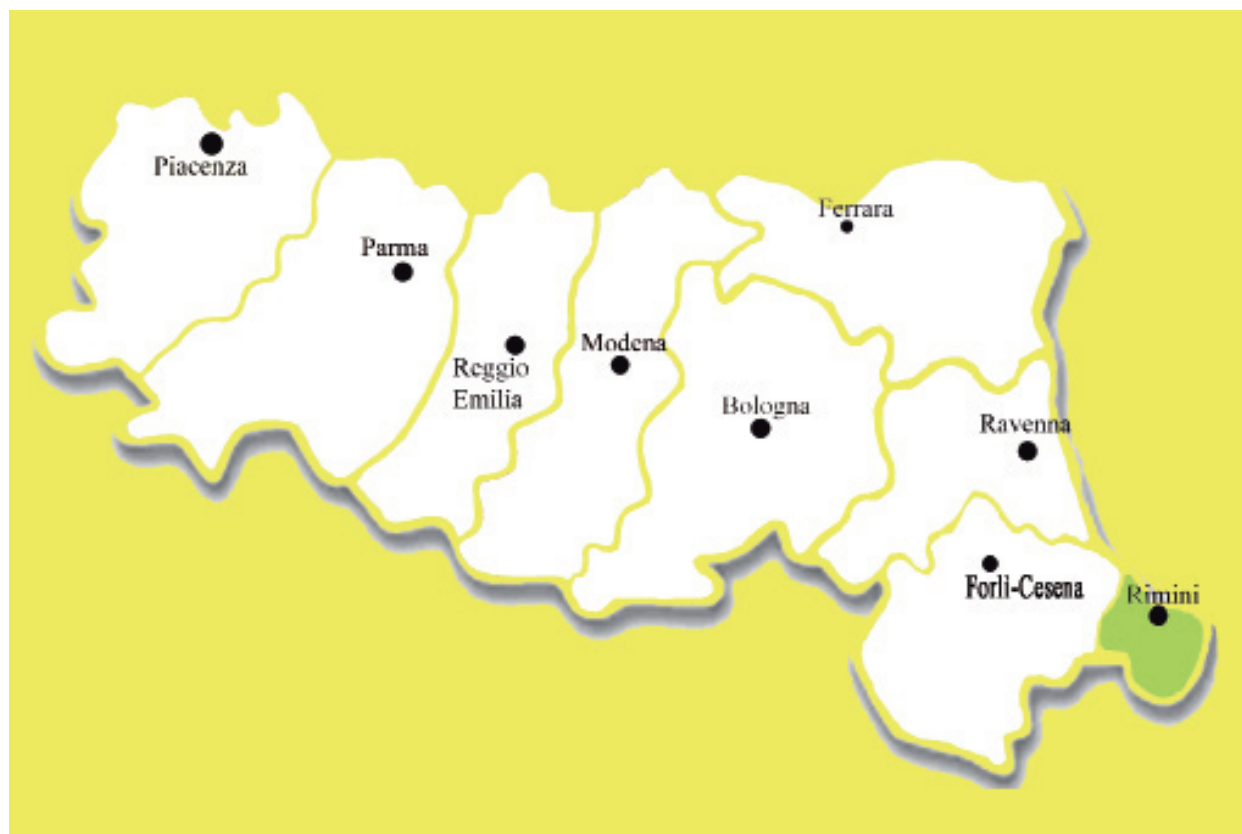 Piacenza
Ferrara
Parma
Modena
Reggio
Emilia
Bologna
Ravenna
Forlì-Cesena
Rimini